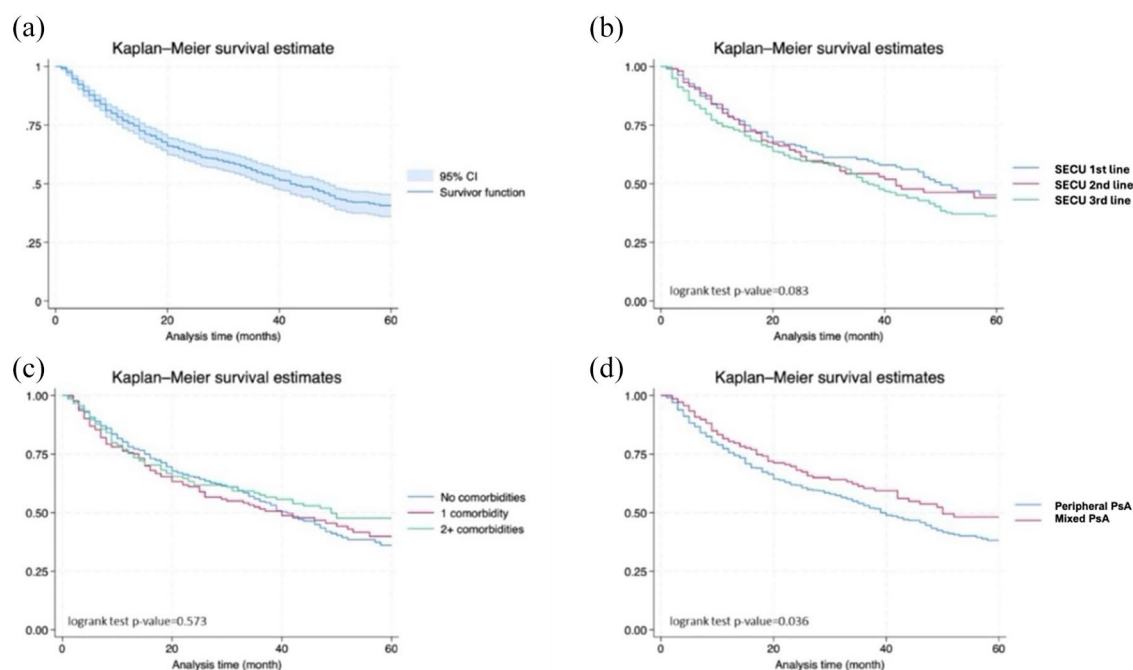 (a)
Kaplan–Meier survival estimate
1
.75
.5
.25
0
0 20 40 60
Analysis time (months)
95% CI
Survivor function
(b)
Kaplan–Meier survival estimates
1.00
0.75
0.50
0.25
0.00
logrank test p-value=0.083
0 20 40 60
Analysis time (month)
SECU 1st line
SECU 2nd line
SECU 3rd line
(c)
Kaplan–Meier survival estimates
1.00
0.75
0.50
0.25
0.00
logrank test p-value=0.573
0 20 40 60
Analysis time (month)
No comorbidities
1 comorbidity
2+ comorbidities
(d)
Kaplan–Meier survival estimates
1.00
0.75
0.50
0.25
0.00
logrank test p-value=0.036
0 20 40 60
Analysis time (month)
Peripheral PsA
Mixed PsA